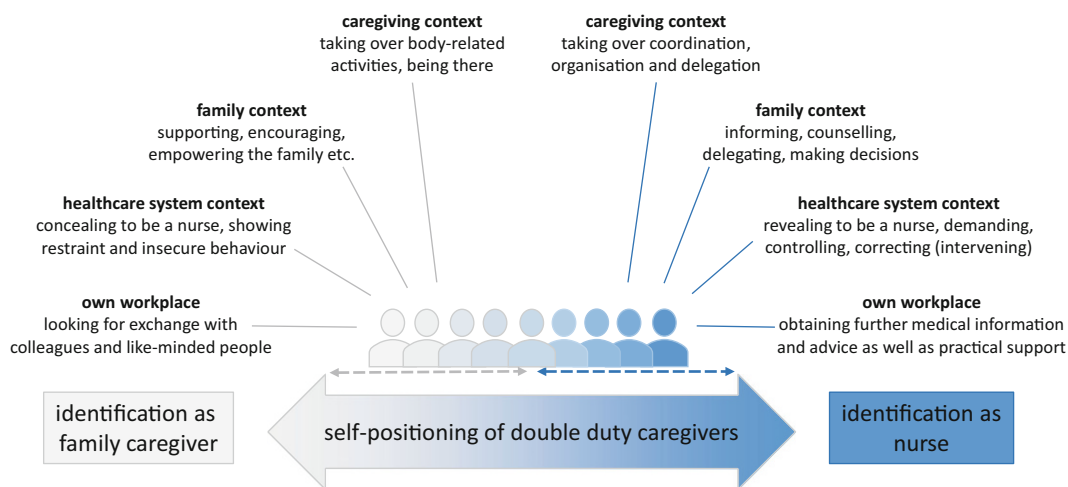 caregiving context
taking over body-related
activities, being there
caregiving context
taking over coordination,
organisation and delegation
family context
supporting, encouraging,
empowering the family etc.
family context
informing, counselling,
delegating, making decisions
healthcare system context
concealing to be a nurse, showing
restraint and insecure behaviour
healthcare system context
revealing to be a nurse, demanding,
controlling, correcting (intervening)
own workplace
looking for exchange with
colleagues and like-minded people
own workplace
obtaining further medical information
and advice as well as practical support
identification as
family caregiver
self-positioning of double duty caregivers
identification as
nurse